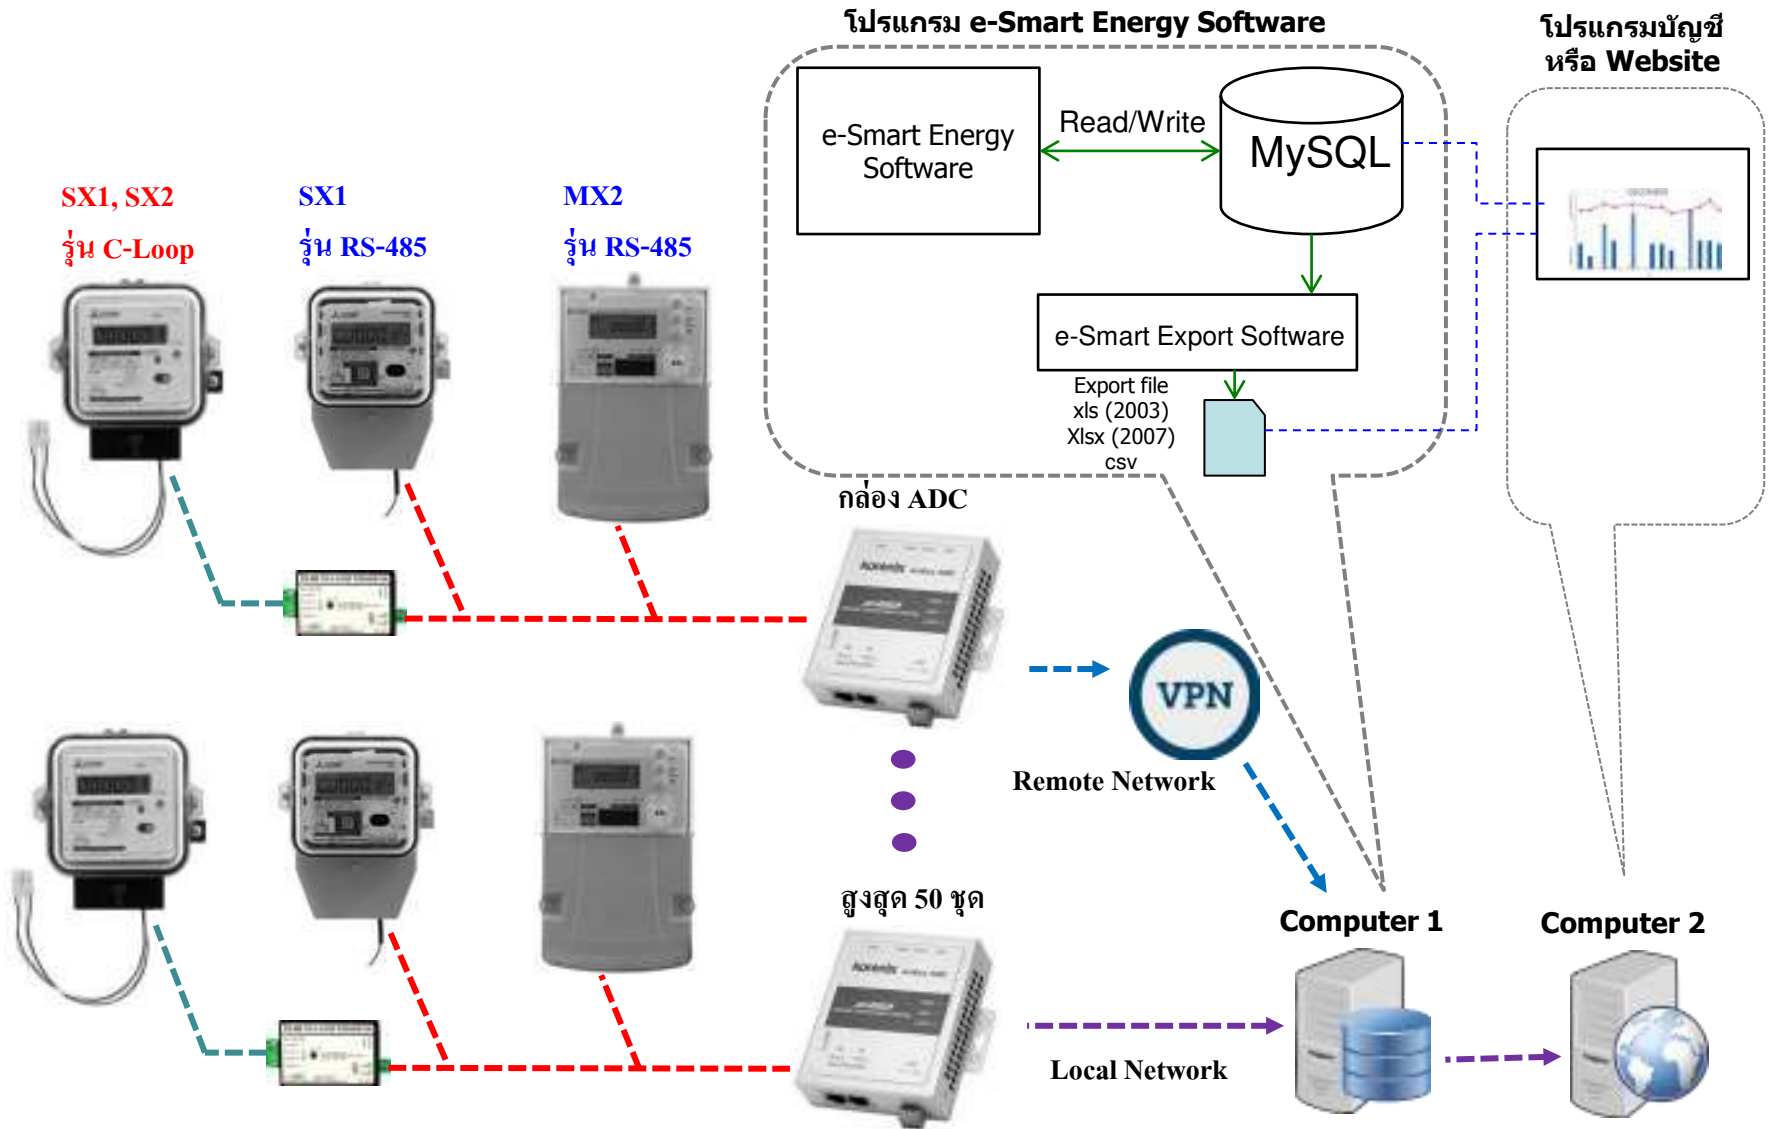 โปรแกรม e-Smart Energy Software
โปรแกรมบัญชี
หรือ Website
e-Smart Energy
Software
Read/Write
MySQL
SX1, SX2
รุ่น C-Loop
SX1
รุ่น RS-485
MX2
รุ่น RS-485
e-Smart Export Software
Export file
xls (2003)
Xlsx (2007)
csv
กล่อง ADC
VPN
Remote Network
สูงสุด 50 ชุด
Computer 1
Computer 2
Local Network